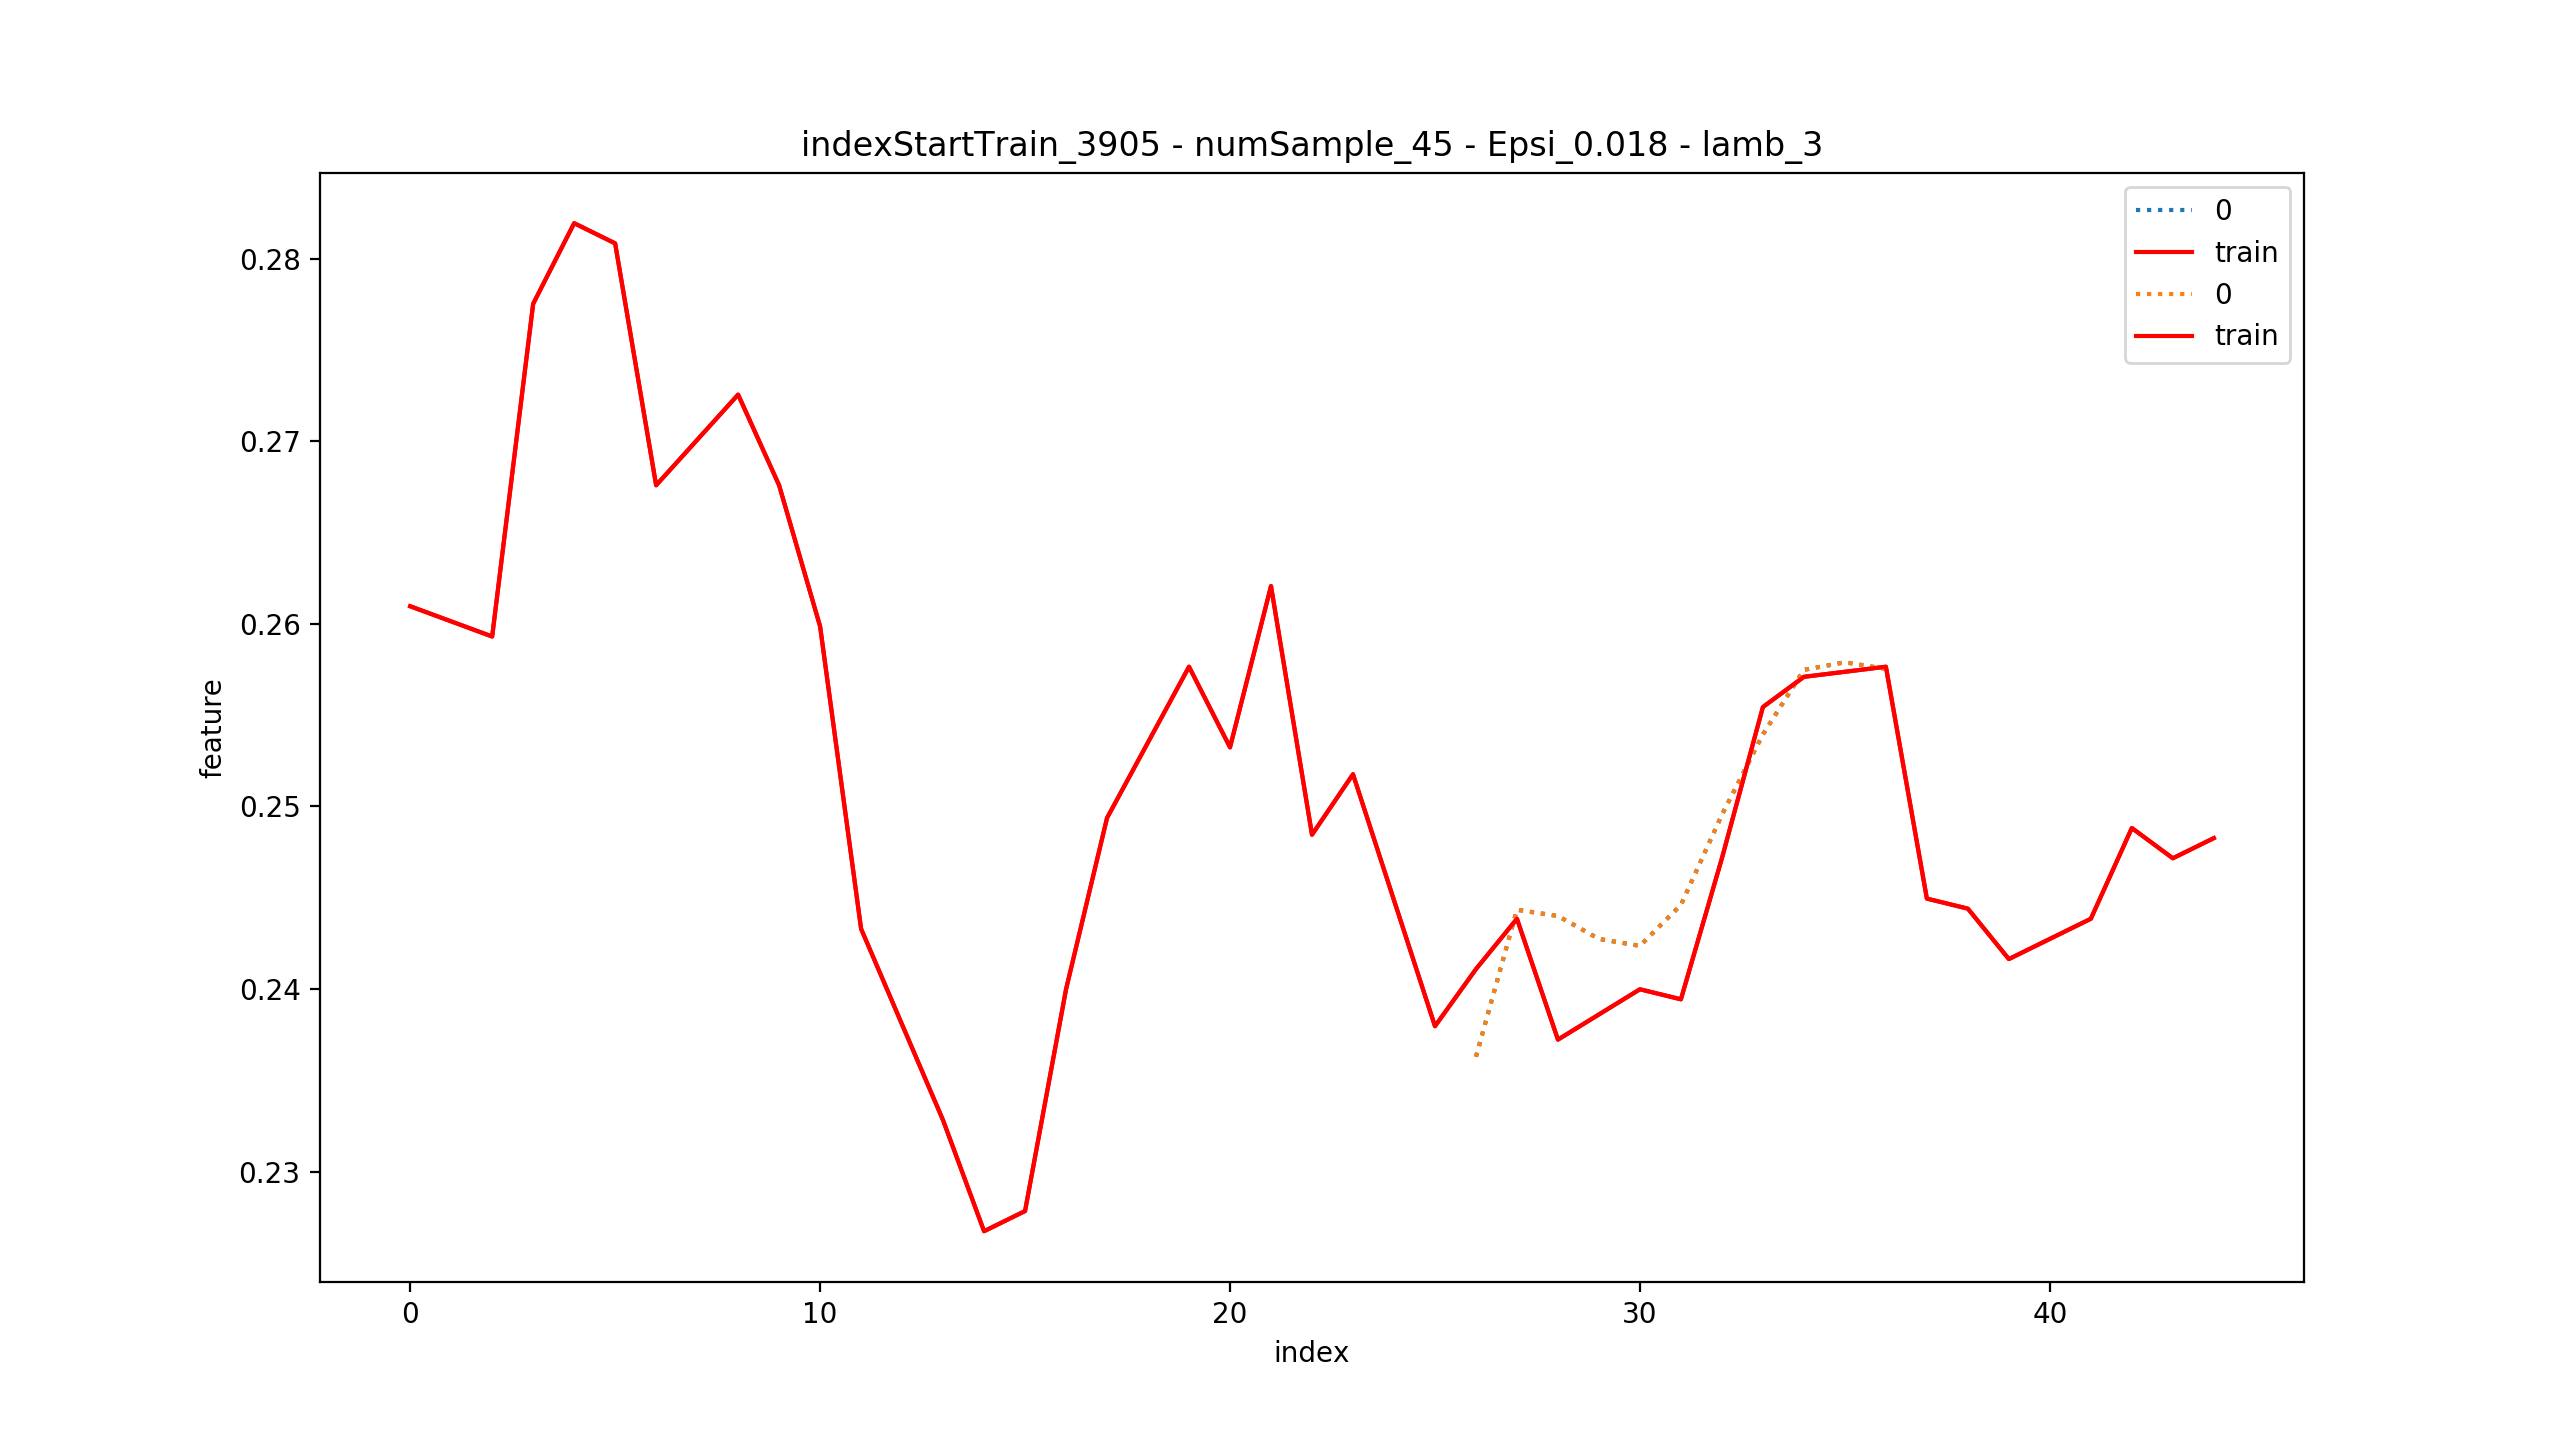 indexStartTrain_3905 - numSample_45 - Epsi_0.018 - lamb_3
0
train
0
train
0.28
0.27
0.26
0.25
0.24
0.23
feature
0
10
20
30
40
index